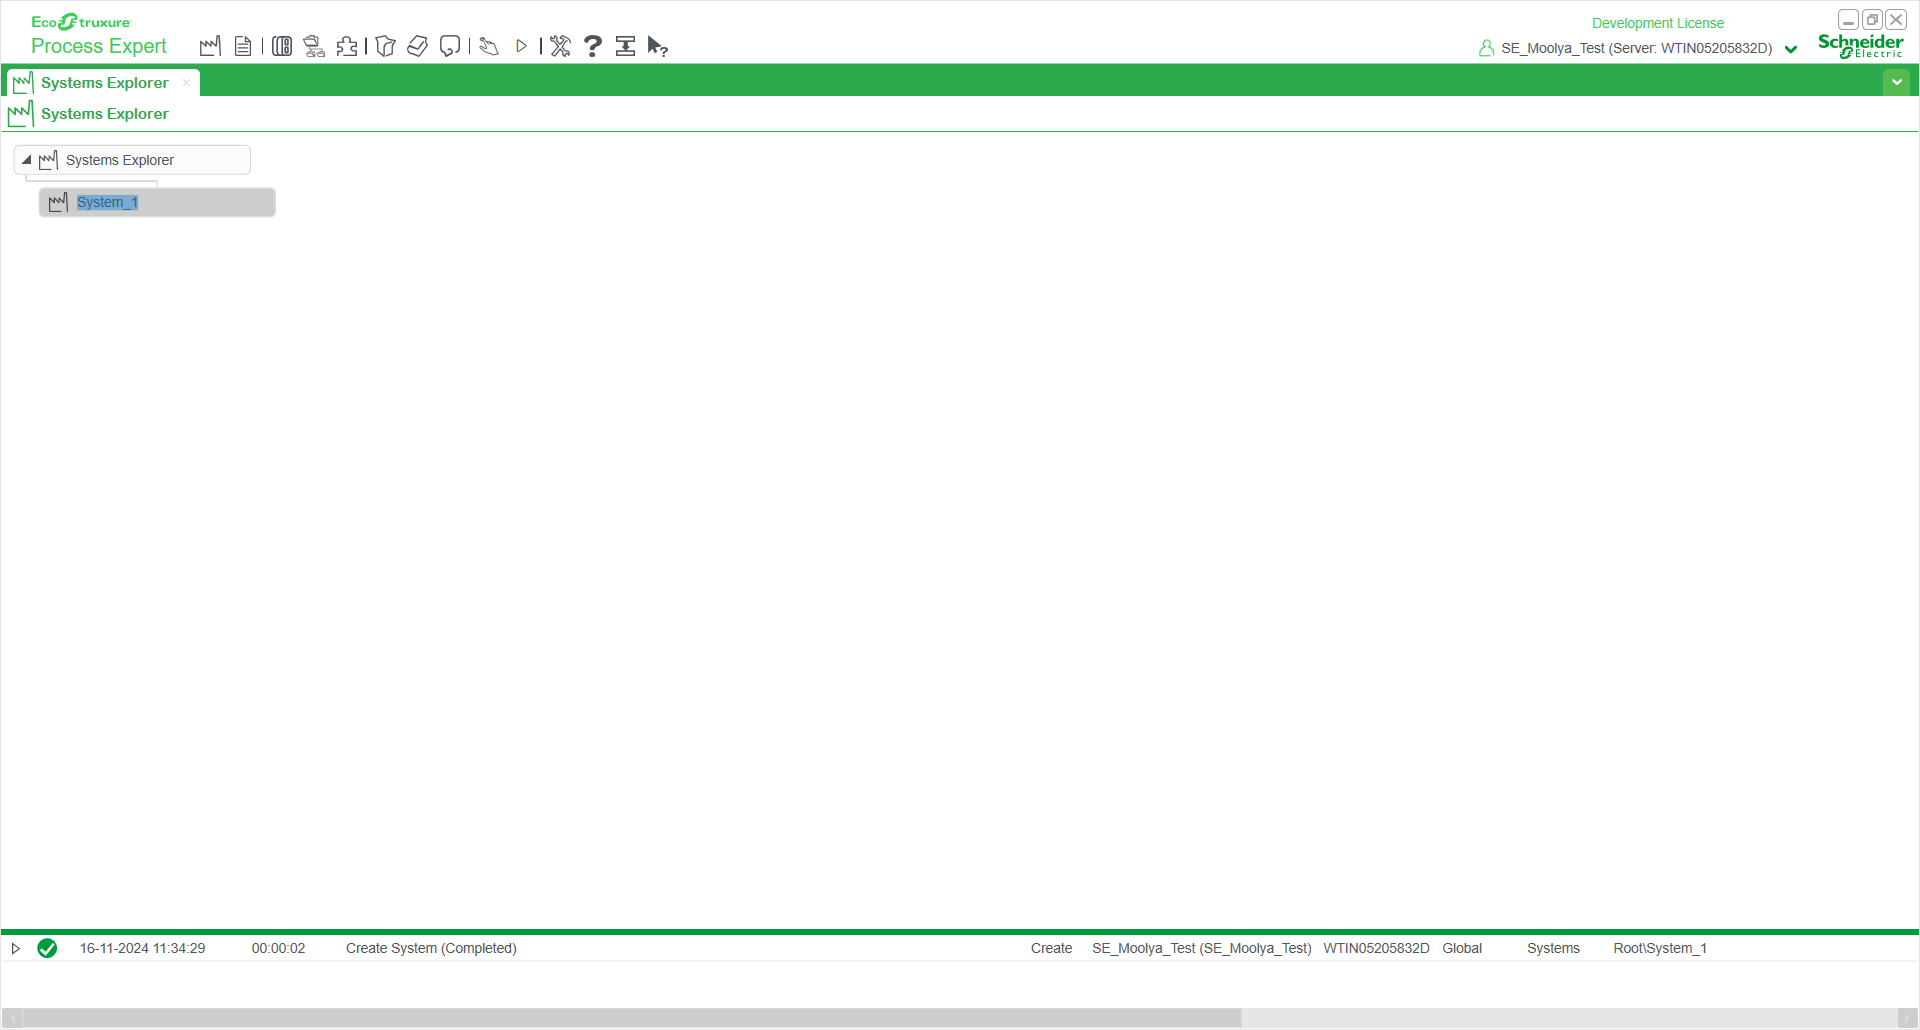 EcoStruxure
Development License
Process Expert
SE_Moolya_Test (Server: WTIN05205832D)
Schneider
Electric
Systems Explorer
Systems Explorer
Systems Explorer
System_1
16-11-2024 11:34:29 00:00:02 Create System (Completed) Create SE_Moolya_Test (SE_Moolya_Test) WTIN05205832D Global Systems Root\System_1